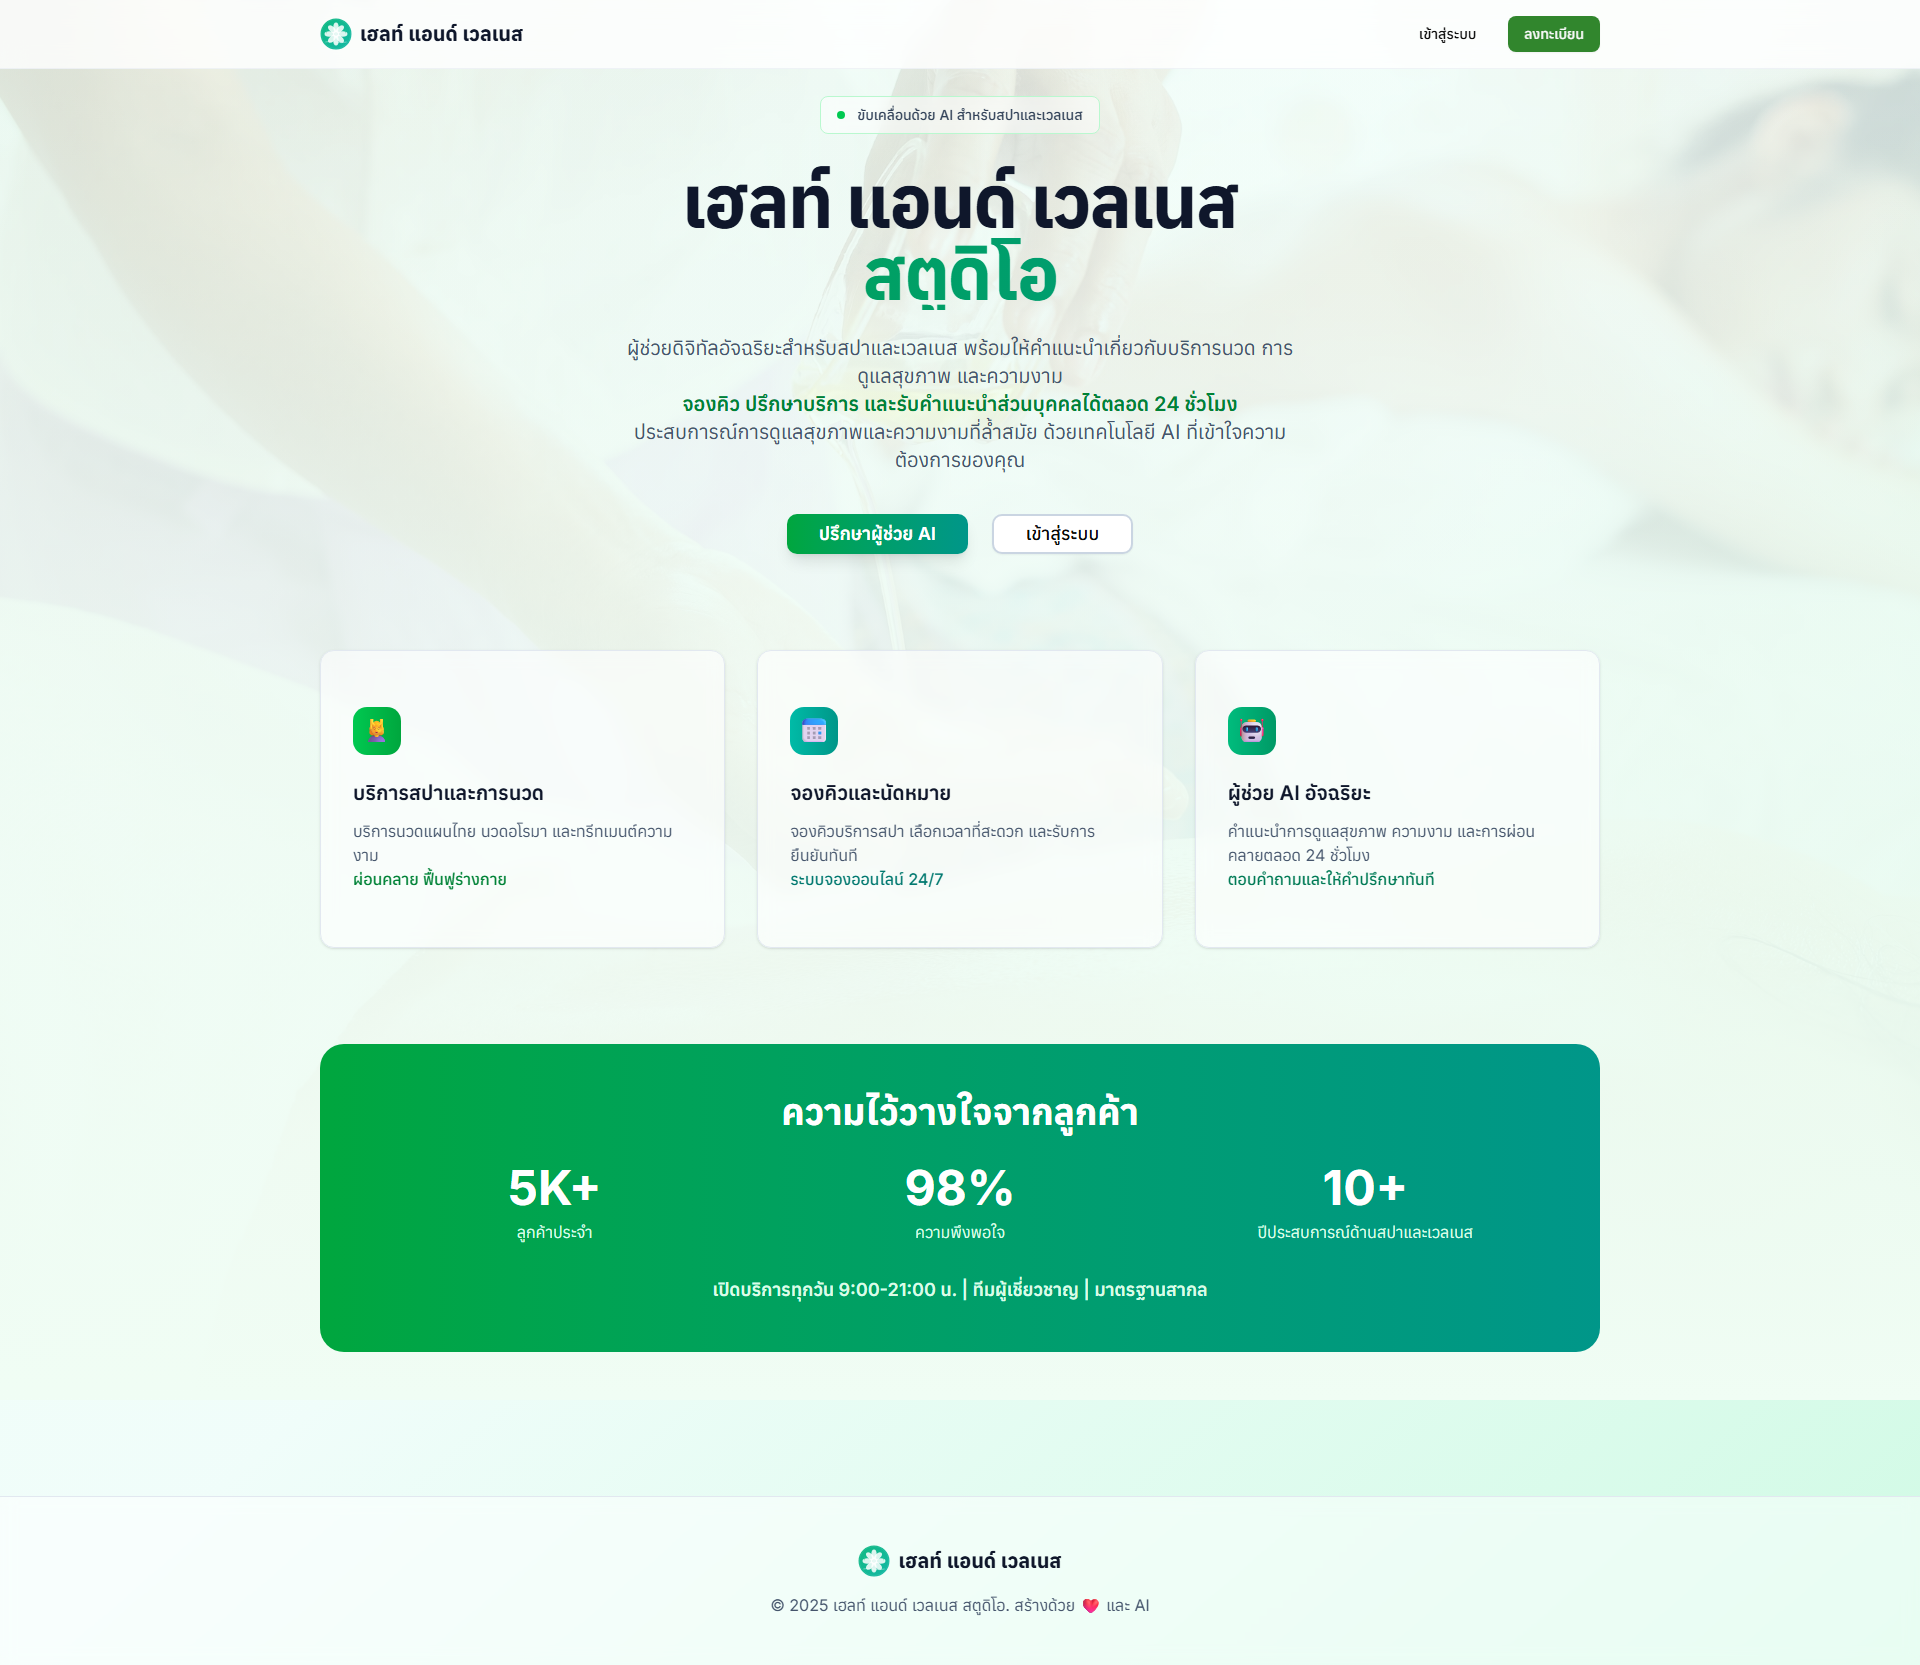 เฮลท์ แอนด์ เวลเนส
เข้าสู่ระบบ
ลงทะเบียน
ขับเคลื่อนด้วย AI สำหรับสปาและเวลเนส
เฮลท์ แอนด์ เวลเนส
สตูดิโอ
ผู้ช่วยดิจิทัลอัจฉริยะสำหรับสปาและเวลเนส พร้อมให้คำแนะนำเกี่ยวกับบริการนวด การ
ดูแลสุขภาพ และความงาม
จองคิว ปรึกษาบริการ และรับคำแนะนำส่วนบุคคลได้ตลอด 24 ชั่วโมง
ประสบการณ์การดูแลสุขภาพและความงามที่ล้ำสมัย ด้วยเทคโนโลยี AI ที่เข้าใจความ
ต้องการของคุณ
ปรึกษาผู้ช่วย AI
เข้าสู่ระบบ
บริการสปาและการนวด
บริการนวดแผนไทย นวดอโรมา และทรีทเมนต์ความ
งาม
ผ่อนคลาย ฟื้นฟูร่างกาย
จองคิวและนัดหมาย
จองคิวบริการสปา เลือกเวลาที่สะดวก และรับการ
ยืนยันทันที
ระบบจองออนไลน์ 24/7
ผู้ช่วย AI อัจฉริยะ
คำแนะนำการดูแลสุขภาพ ความงาม และการผ่อน
คลายตลอด 24 ชั่วโมง
ตอบคำถามและให้คำปรึกษาทันที
ความไว้วางใจจากลูกค้า
5K+
ลูกค้าประจำ
98%
ความพึงพอใจ
10+
ปีประสบการณ์ด้านสปาและเวลเนส
เปิดบริการทุกวัน 9:00-21:00 น. | ทีมผู้เชี่ยวชาญ | มาตรฐานสากล
เฮลท์ แอนด์ เวลเนส
© 2025 เฮลท์ แอนด์ เวลเนส สตูดิโอ. สร้างด้วย ❤️ และ AI